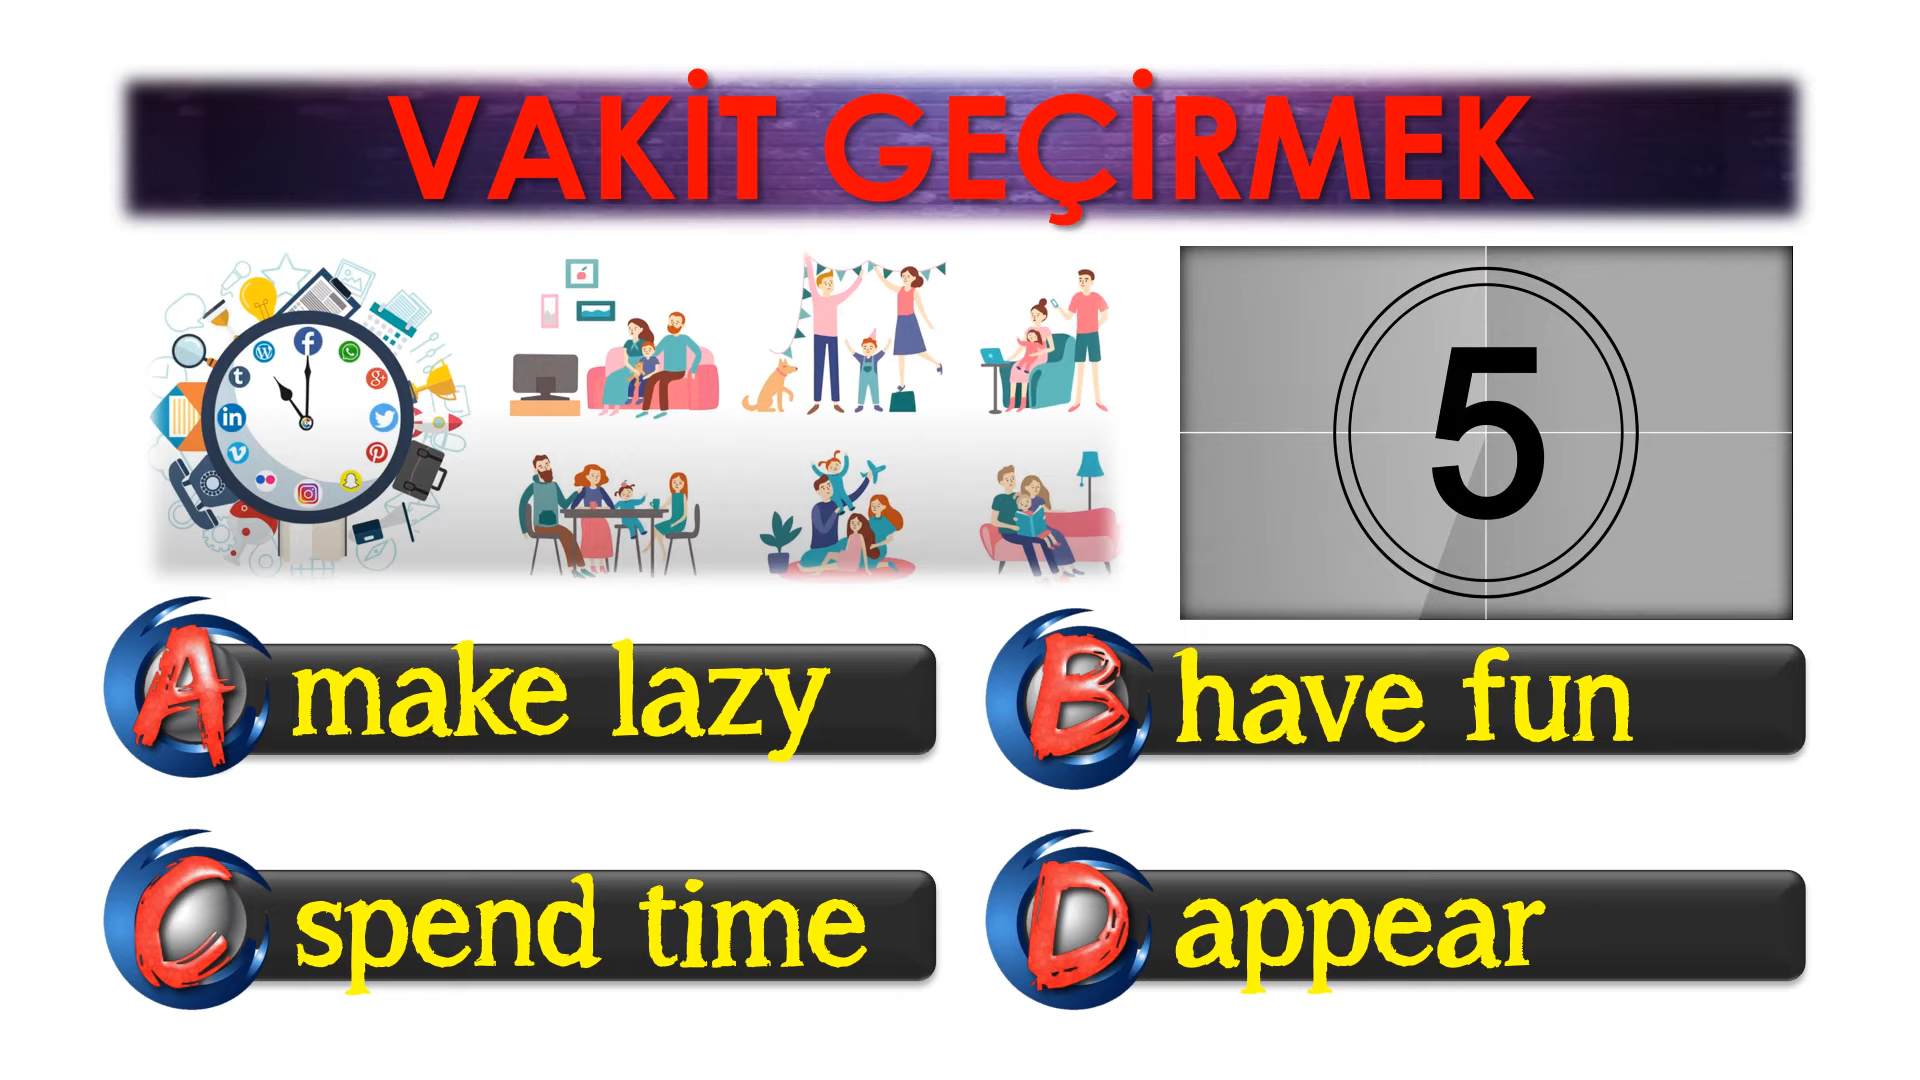 VAKİT GEÇİRMEK
5
A make lazy
B have fun
C spend time
D appear